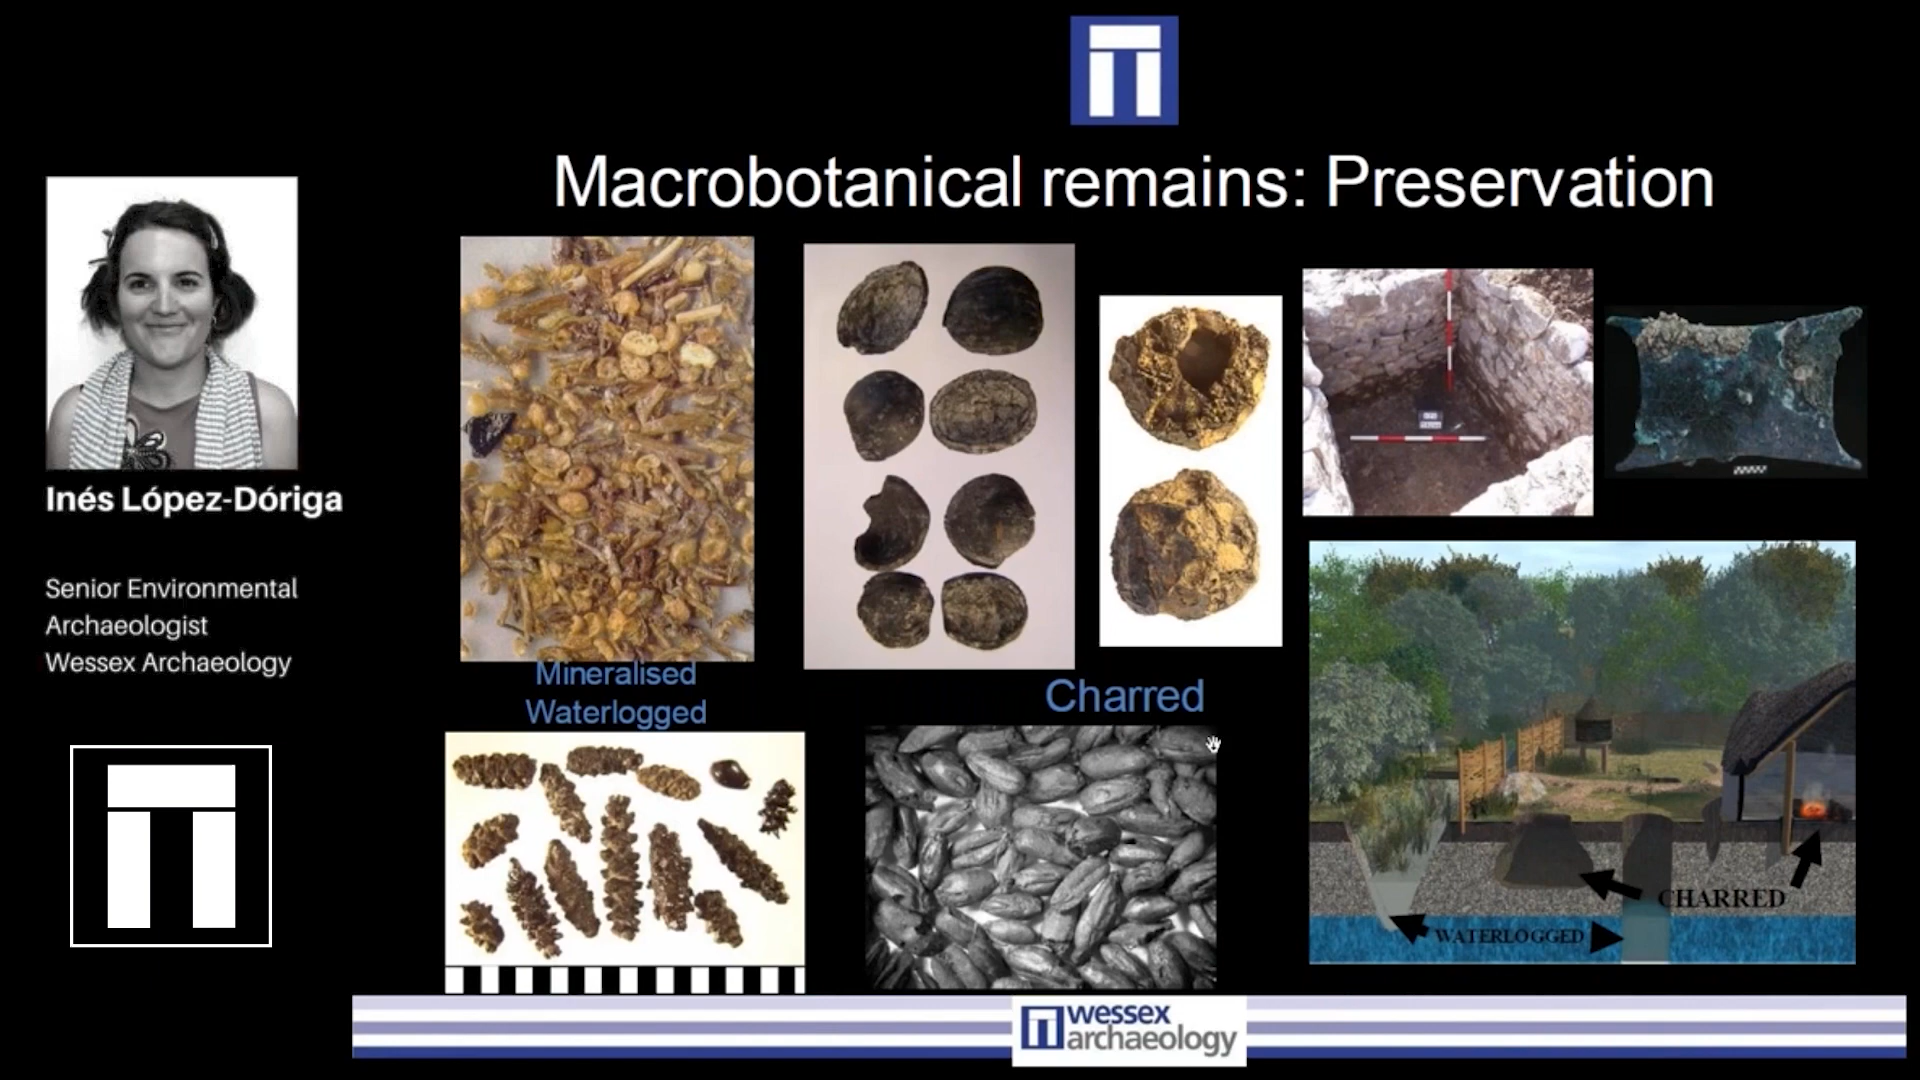 Macrobotanical remains: Preservation
Inés López-Dóriga
Senior Environmental
Archaeologist
Wessex Archaeology
Mineralised
Waterlogged
Charred
CHARRED
WATERLOGGED
wessex
archaeology